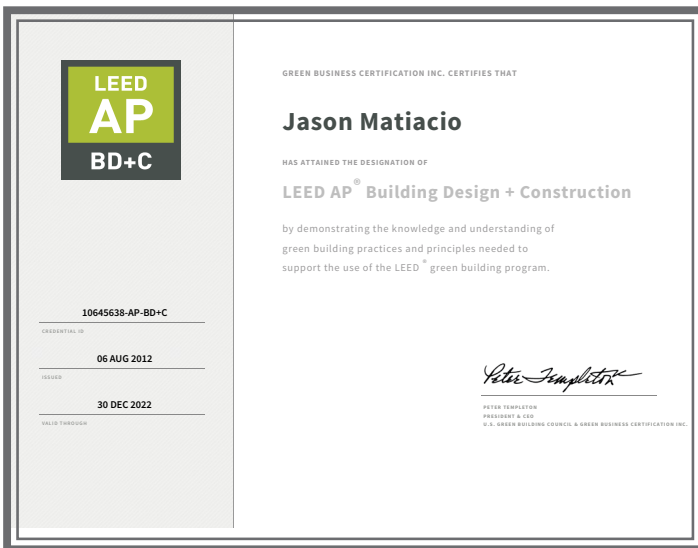 LEED
AP
BD+C
10645638-AP-BD+C
CREDENTIAL ID
06 AUG 2012
ISSUED
30 DEC 2022
VALID THROUGH
GREEN BUSINESS CERTIFICATION INC. CERTIFIES THAT
Jason Matiacio
HAS ATTAINED THE DESIGNATION OF
LEED AP® Building Design + Construction
by demonstrating the knowledge and understanding of
green building practices and principles needed to
support the use of the LEED ® green building program.
Peter Templeton
PETER TEMPLETON
PRESIDENT & CEO
U.S. GREEN BUILDING COUNCIL & GREEN BUSINESS CERTIFICATION INC.